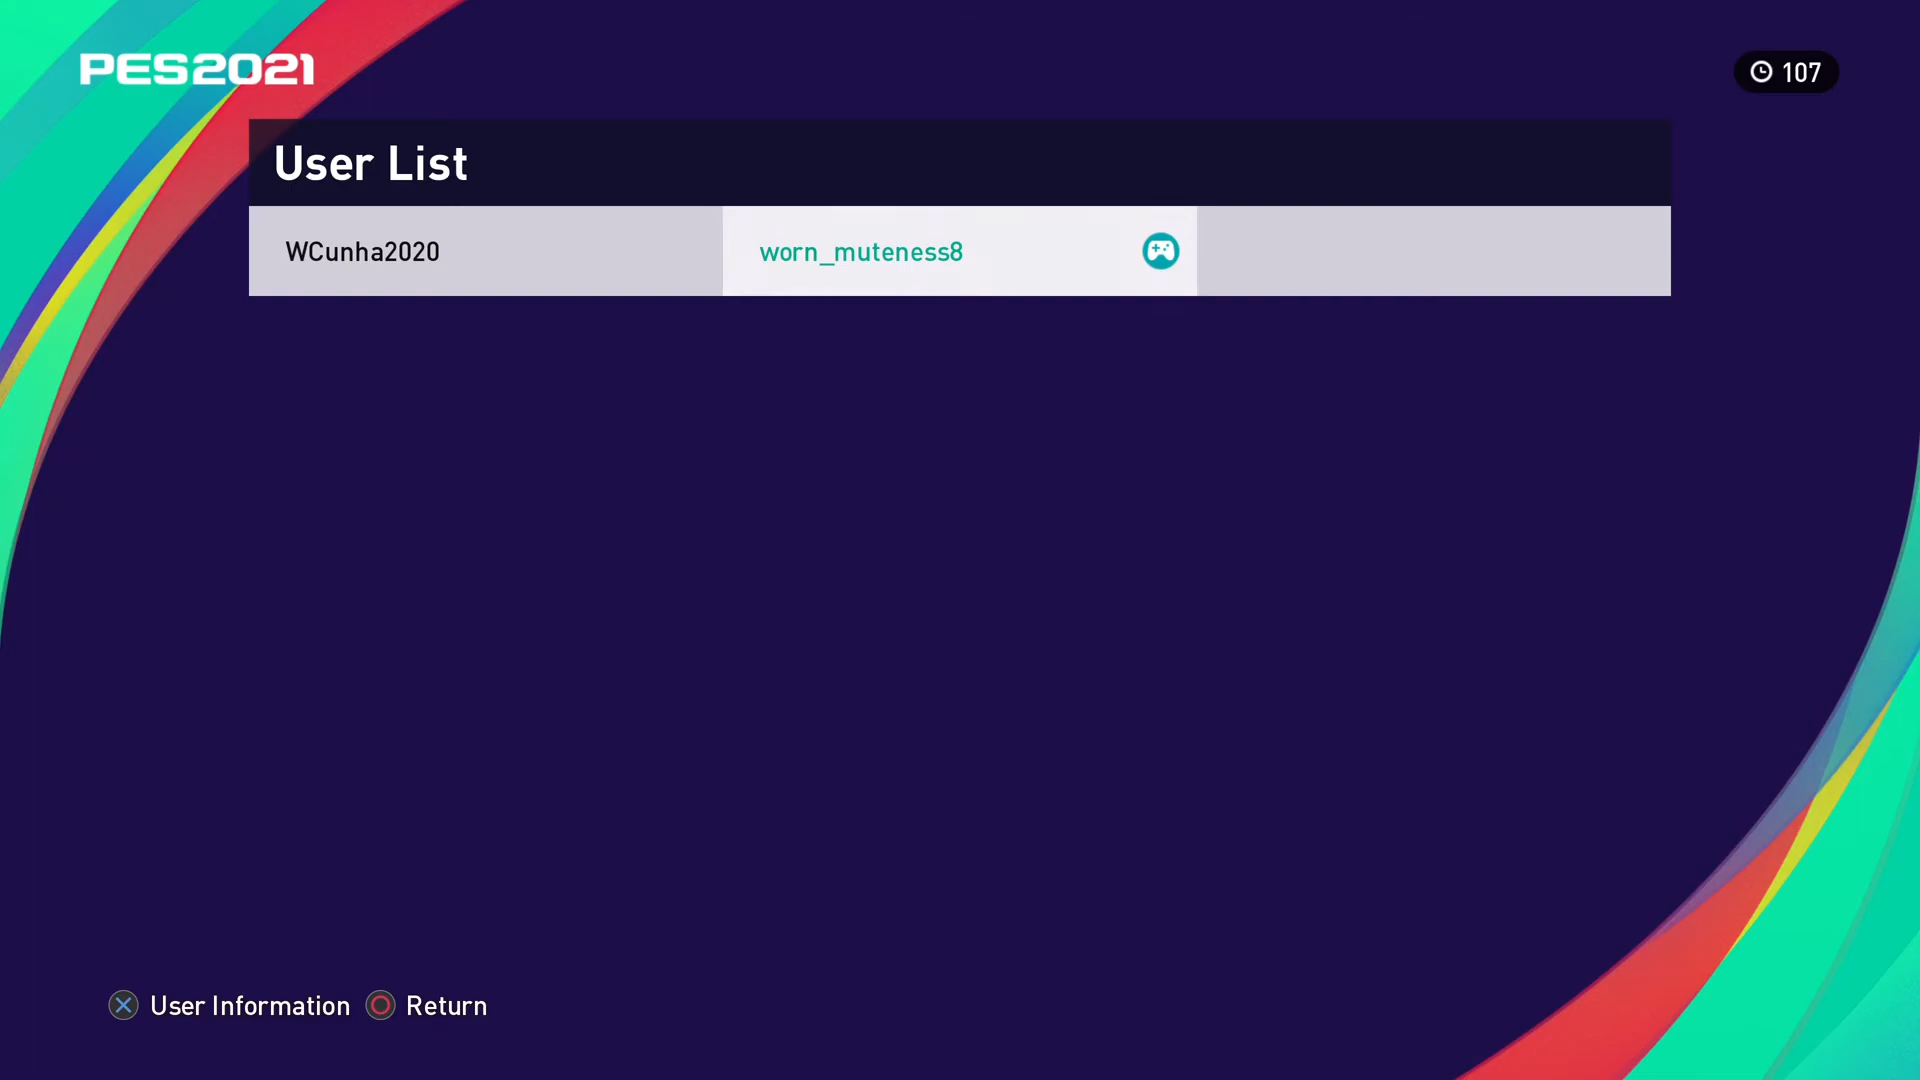 PES2021
107
User List
WCunha2020
worn_muteness8
User Information
Return